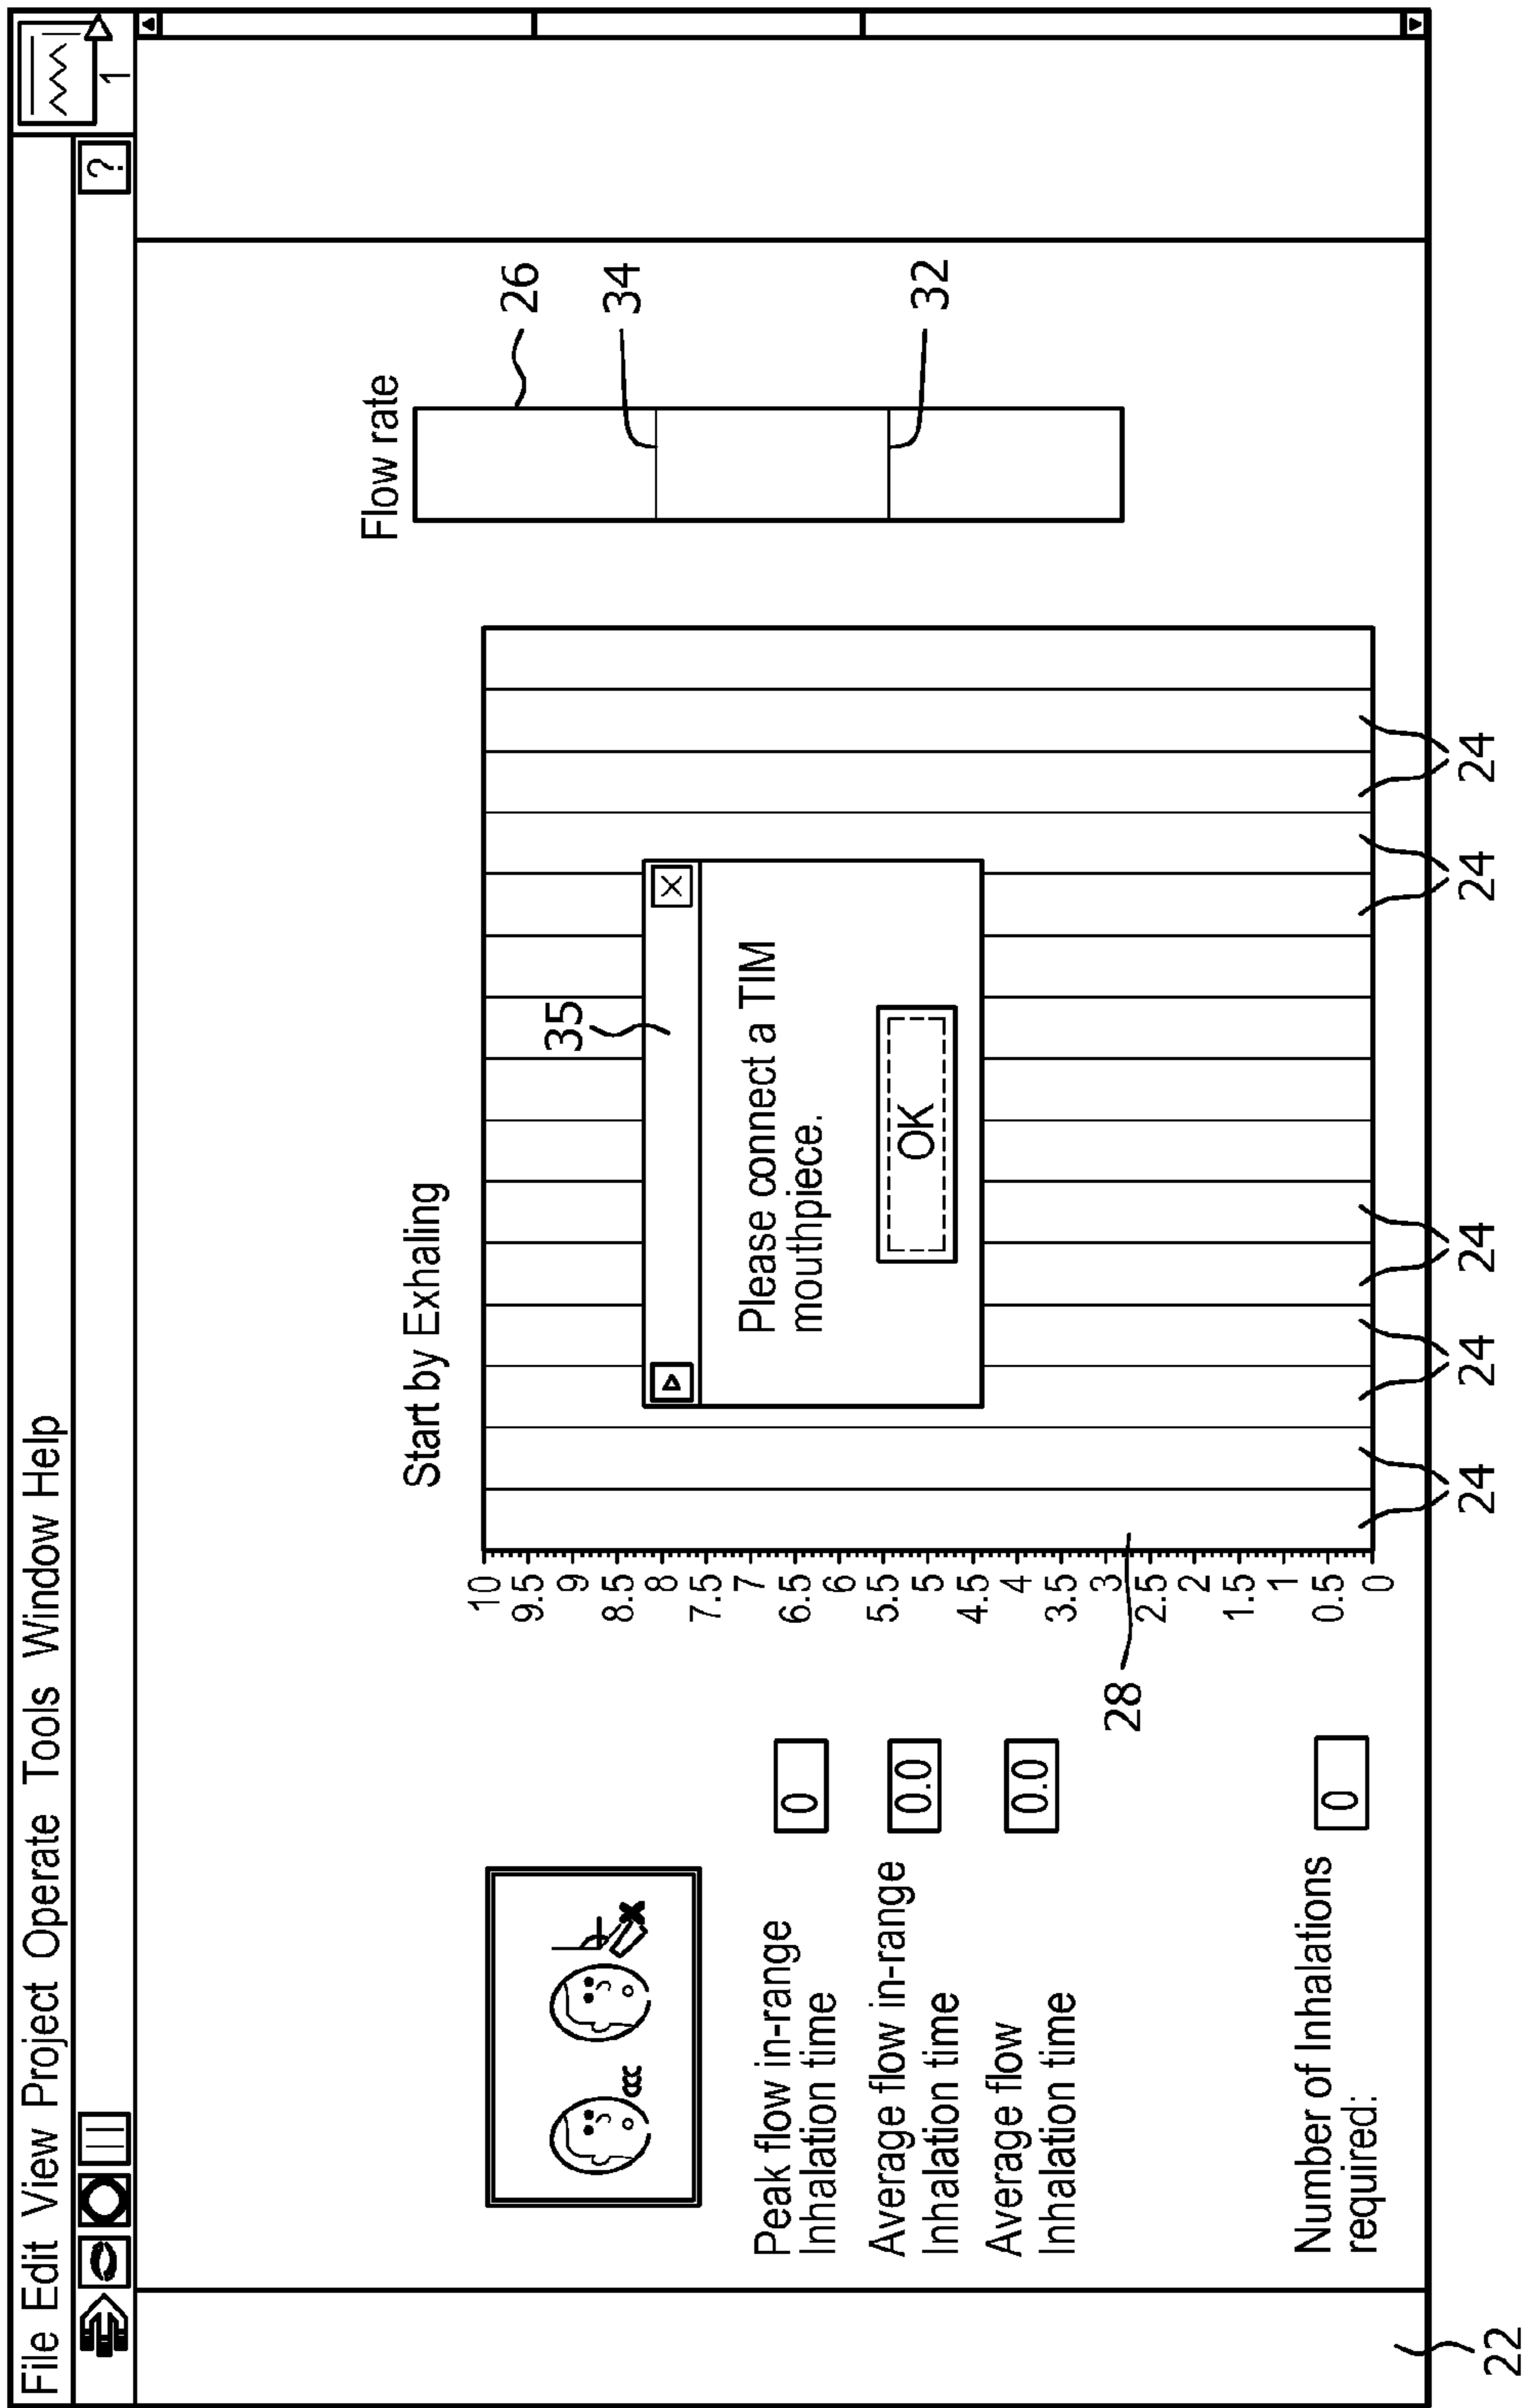 File Edit View Project Operate Tools Window Help
1
?
Start by Exhaling
Flow rate
26
34
32
10
9.5
9
8.5
8
7.5
7
6.5
6
5.5
5
4.5
4
3.5
3
2.5
2
1.5
1
0.5
0
35
X
Please connect a TIM
mouthpiece.
OK
Peak flow in-range
Inhalation time
0
Average flow in-range
Inhalation time
0.0
Average flow
Inhalation time
0.0
28
Number of Inhalations
required:
0
22
24
24
24
24
24